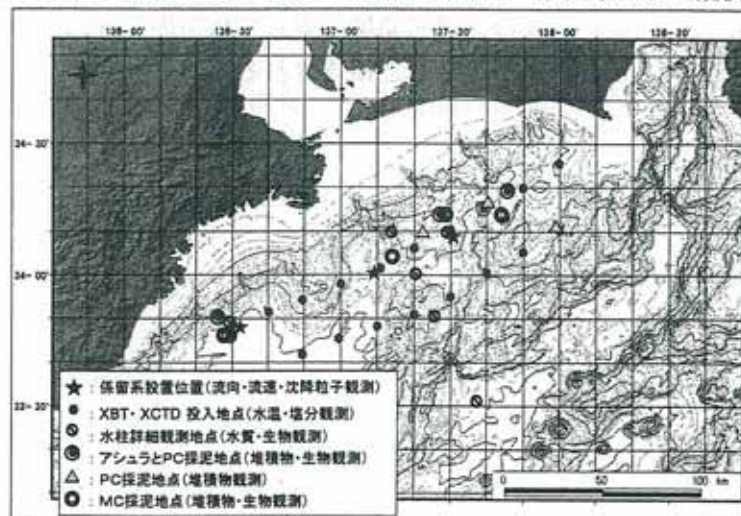 136° 00' 136° 30' 137° 00' 137° 30' 138° 00' 138° 30'
34° 30'
34° 00'
33° 30'
★ : 係留系設置位置(流向・流速・沈降粒子観測)
● : XBT・XCTD 投入地点(水温・塩分観測)
: 水柱詳細観測地点(水質・生物観測)
: アシュラとPC採泥地点(堆積物・生物観測)
△ : PC採泥地点(堆積物観測)
: MC採泥地点(堆積物・生物観測)
0 50 100
km